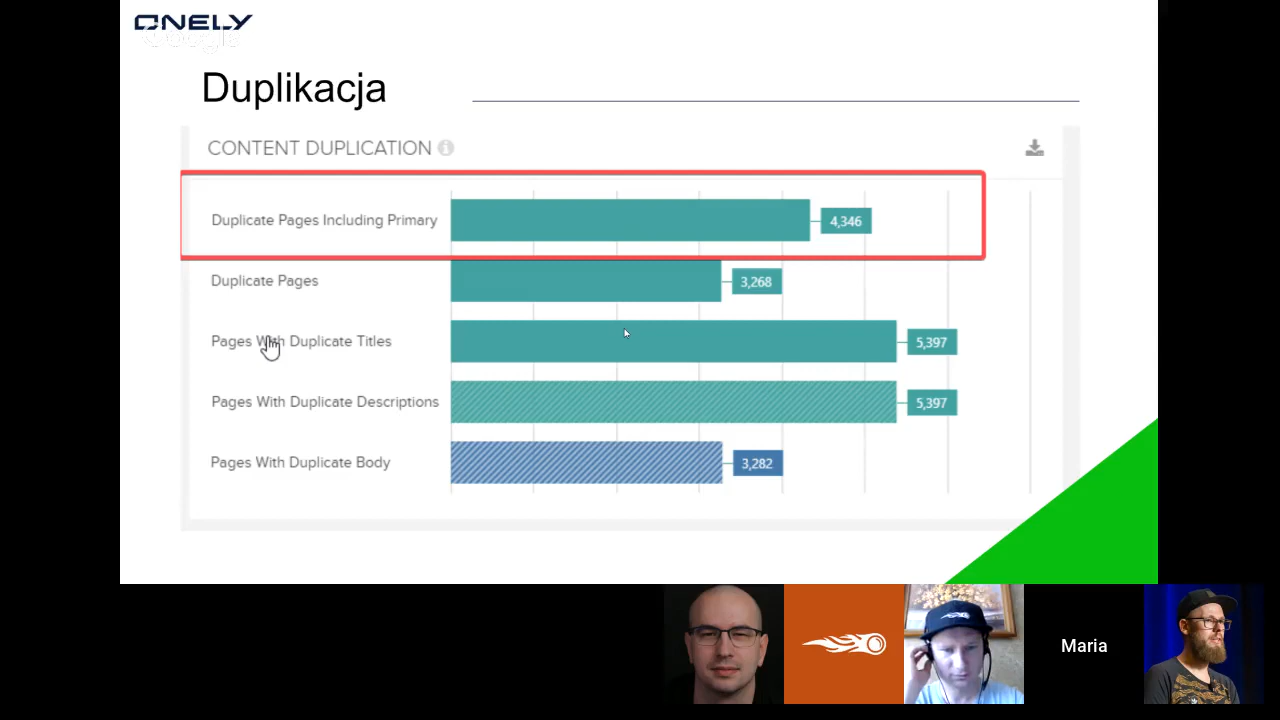 ONELY
Google
Duplikacja
CONTENT DUPLICATION
Duplicate Pages Including Primary
4,346
Duplicate Pages
3,268
Pages With Duplicate Titles
5,397
Pages With Duplicate Descriptions
5,397
Pages With Duplicate Body
3,282
Maria